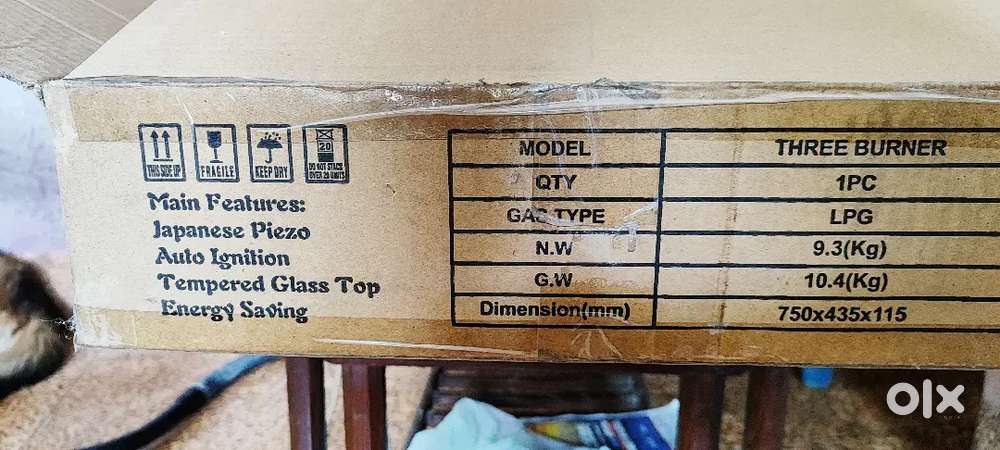 THIS SIDE UP
FRAGILE
KEEP DRY
20
DO NOT STACK
OVER 20 UNITS
Main Features:
Japanese Piezo
Auto Ignition
Tempered Glass Top
Energy Saving
MODEL THREE BURNER
QTY 1PC
GAS TYPE LPG
N.W 9.3(Kg)
G.W 10.4(Kg)
Dimension(mm) 750x435x115
olx